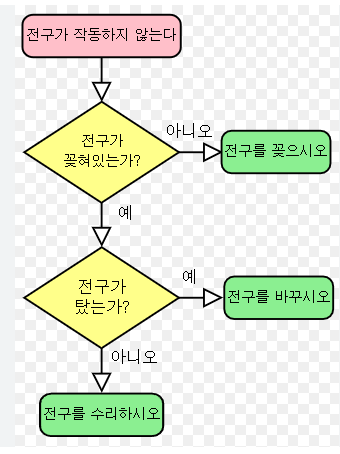 전구가 작동하지 않는다
전구가
꽂혀있는가?
아니오
전구를 꽂으시오
예
전구가
탔는가?
예
전구를 바꾸시오
아니오
전구를 수리하시오